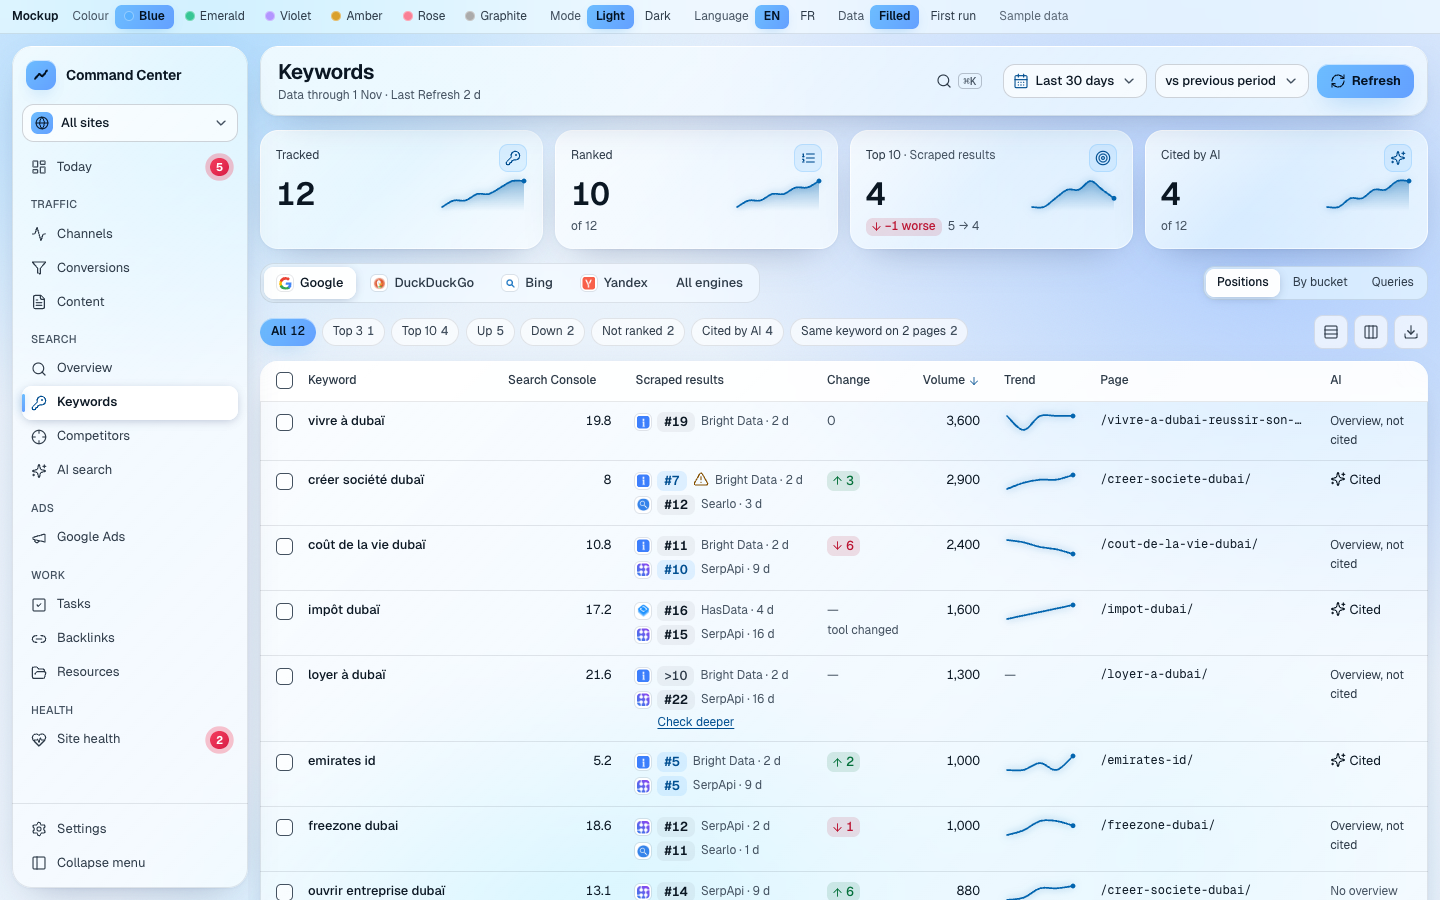 Mockup Colour Blue Emerald Violet Amber Rose Graphite Mode Light Dark Language EN FR Data Filled First run Sample data
Command Center
All sites
Today 5
TRAFFIC
Channels
Conversions
Content
SEARCH
Overview
Keywords
Competitors
AI search
ADS
Google Ads
WORK
Tasks
Backlinks
Resources
HEALTH
Site health 2
Settings
Collapse menu
Keywords
Data through 1 Nov · Last Refresh 2 d
⌘K Last 30 days vs previous period Refresh
Tracked
12
Ranked
10
of 12
Top 10 · Scraped results
4
↓ −1 worse 5 → 4
Cited by AI
4
of 12
Google DuckDuckGo Bing Yandex All engines
Positions By bucket Queries
All 12 Top 3 1 Top 10 4 Up 5 Down 2 Not ranked 2 Cited by AI 4 Same keyword on 2 pages 2
Keyword Search Console Scraped results Change Volume ↓ Trend Page AI
vivre à dubaï 19.8 #19 Bright Data · 2 d 0 3,600 /vivre-a-dubai-reussir-son-… Overview, not
cited
créer société dubaï 8 #7 Bright Data · 2 d ↑ 3 2,900 /creer-societe-dubai/ Cited
#12 Searlo · 3 d
coût de la vie dubaï 10.8 #11 Bright Data · 2 d ↓ 6 2,400 /cout-de-la-vie-dubai/ Overview, not
#10 SerpApi · 9 d cited
impôt dubaï 17.2 #16 HasData · 4 d — 1,600 /impot-dubai/ Cited
#15 SerpApi · 16 d tool changed
loyer à dubaï 21.6 >10 Bright Data · 2 d — 1,300 — /loyer-a-dubai/ Overview, not
#22 SerpApi · 16 d cited
Check deeper
emirates id 5.2 #5 Bright Data · 2 d ↑ 2 1,000 /emirates-id/ Cited
#5 SerpApi · 9 d
freezone dubai 18.6 #12 SerpApi · 2 d ↓ 1 1,000 /freezone-dubai/ Overview, not
#11 Searlo · 1 d cited
ouvrir entreprise dubaï 13.1 #14 SerpApi · 9 d ↑ 6 880 /creer-societe-dubai/ No overview